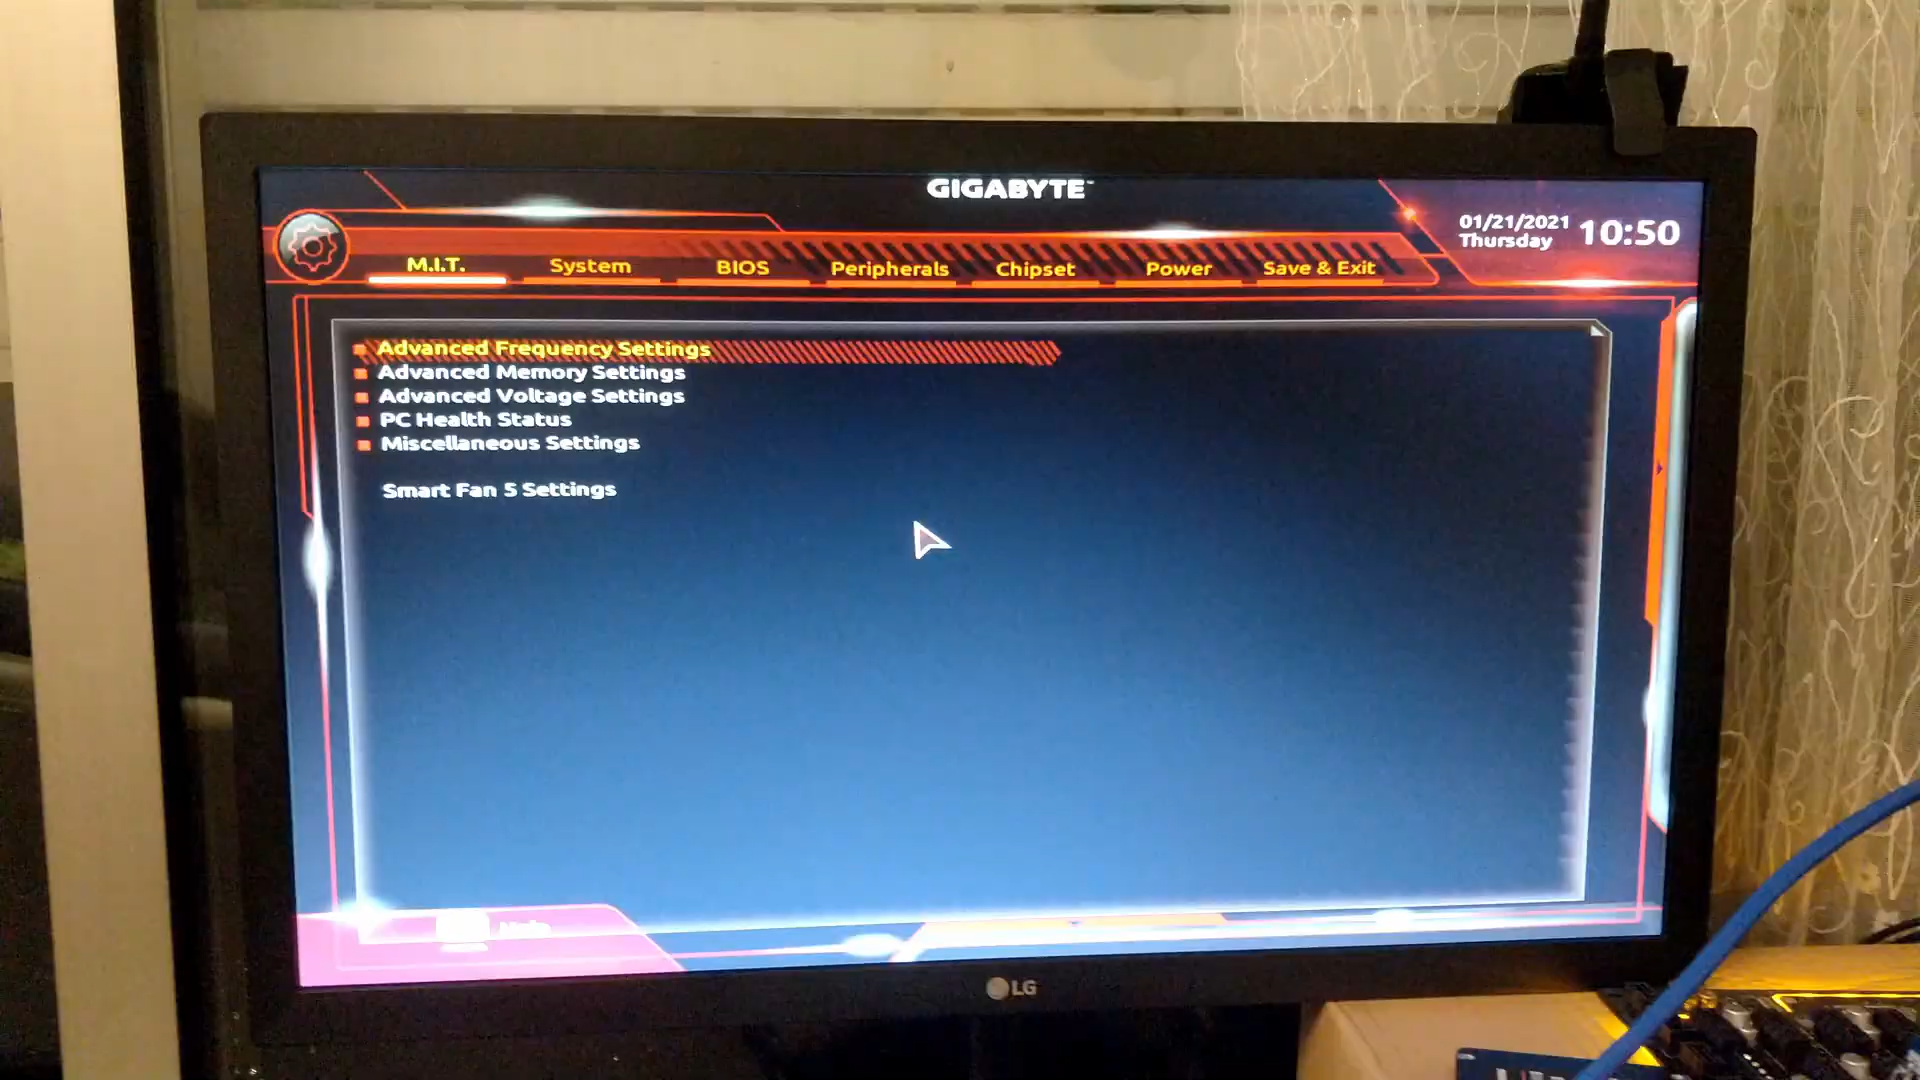 GIGABYTE™
01/21/2021
Thursday
10:50
M.I.T. System BIOS Peripherals Chipset Power Save & Exit
Advanced Frequency Settings
Advanced Memory Settings
Advanced Voltage Settings
PC Health Status
Miscellaneous Settings
Smart Fan 5 Settings
LG